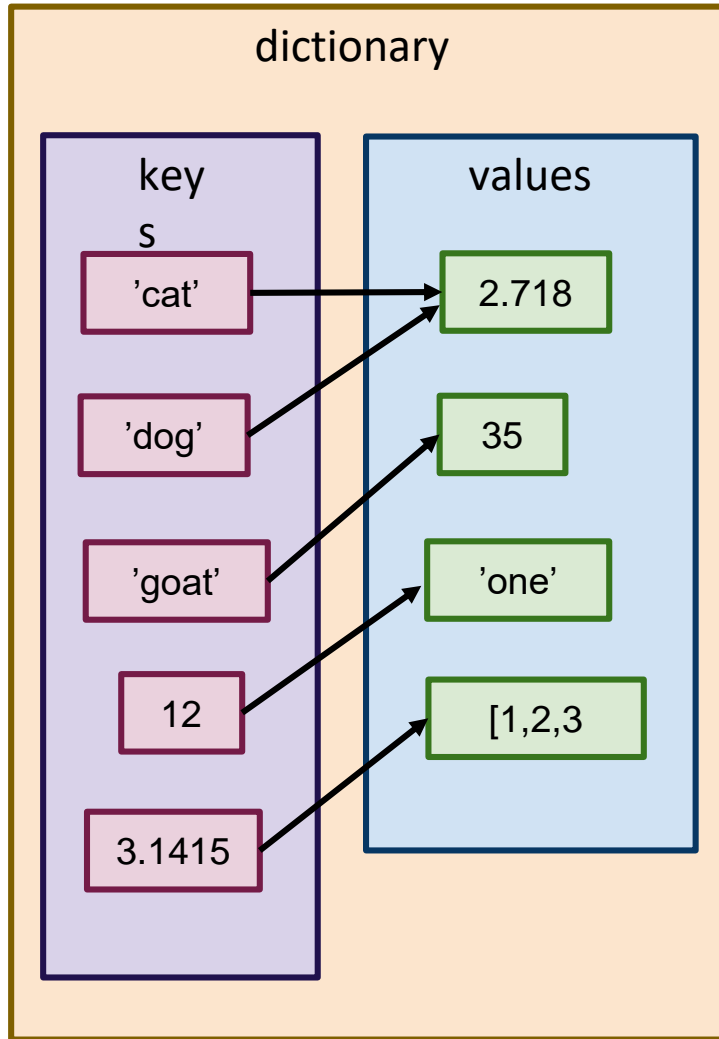 dictionary
key
s
values
’cat’
2.718
’dog’
35
’goat’
’one’
12
[1,2,3
3.1415